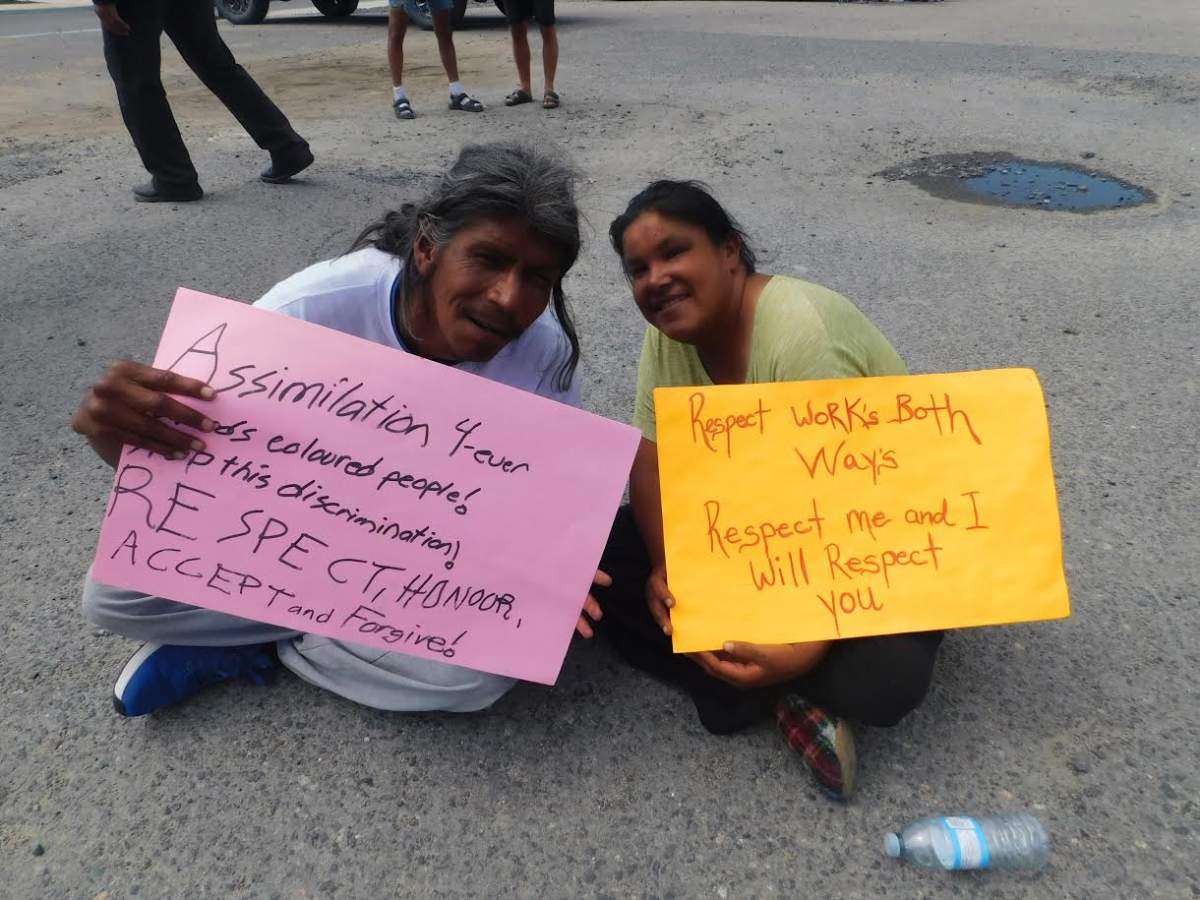 Assimilation 4-ever
coloured people!
this discrimination!
RESPECT, HONOOR,
ACCEPT and Forgive!
Respect WoRK's Both
Way's
Respect me and I
Will Respect
you